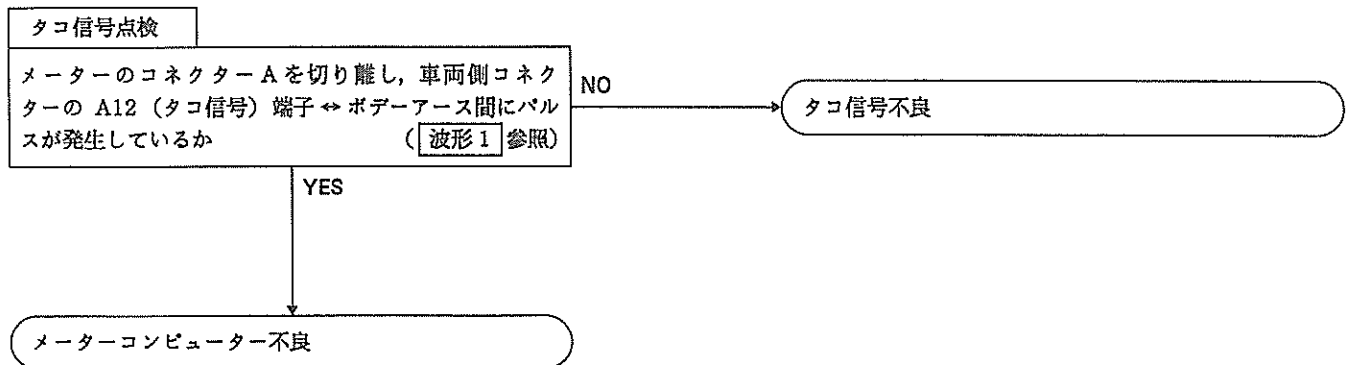 タコ信号点検
メーターのコネクターAを切り離し，車両側コネク
ターの A12（タコ信号）端子⇔ボデーアース間にパル
スが発生しているか （波形1参照）
NO
タコ信号不良
YES
メーターコンピューター不良